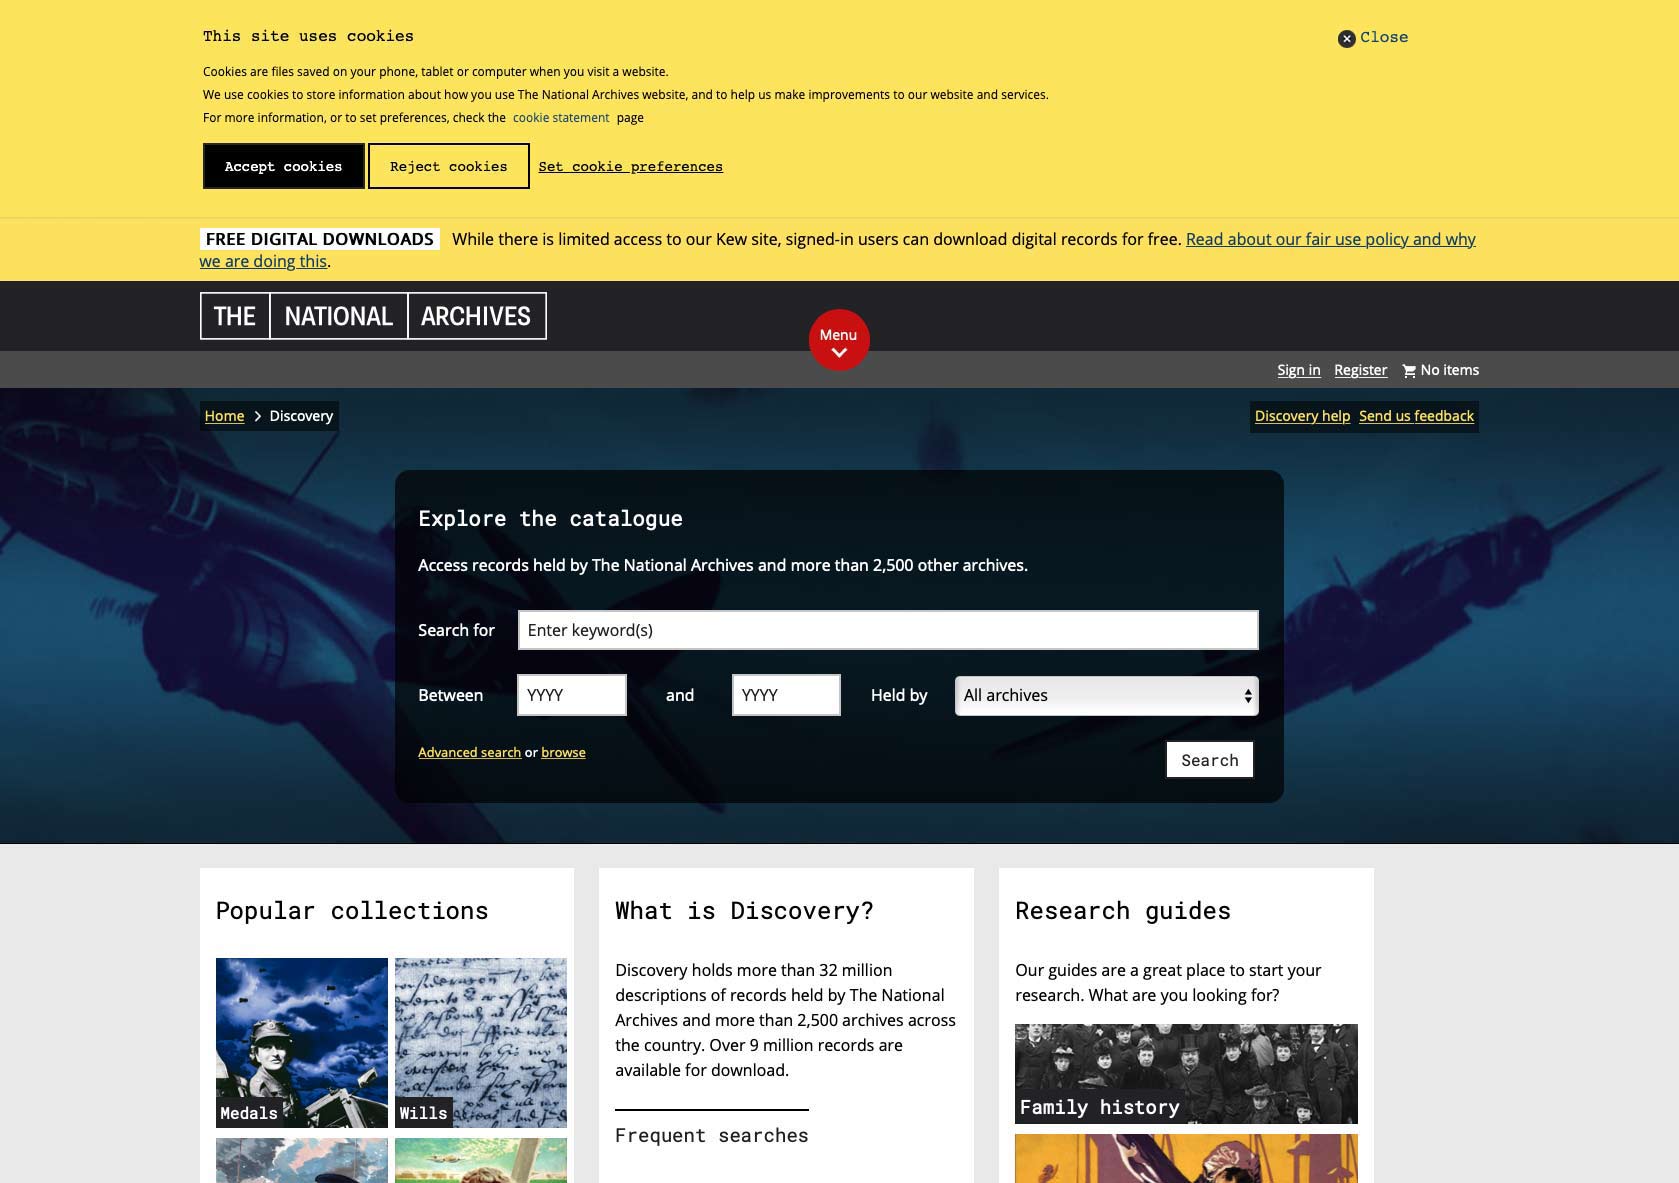 This site uses cookies
Close
Cookies are files saved on your phone, tablet or computer when you visit a website.
We use cookies to store information about how you use The National Archives website, and to help us make improvements to our website and services.
For more information, or to set preferences, check the cookie statement page
Accept cookies
Reject cookies
Set cookie preferences
FREE DIGITAL DOWNLOADS While there is limited access to our Kew site, signed-in users can download digital records for free. Read about our fair use policy and why
we are doing this.
THE NATIONAL ARCHIVES
Menu
Sign in Register No items
Home Discovery
Discovery help Send us feedback
Explore the catalogue
Access records held by The National Archives and more than 2,500 other archives.
Search for Enter keyword(s)
Between YYYY and YYYY Held by All archives
Advanced search or browse
Search
Popular collections
Medals
Wills
What is Discovery?
Discovery holds more than 32 million
descriptions of records held by The National
Archives and more than 2,500 archives across
the country. Over 9 million records are
available for download.
Frequent searches
Research guides
Our guides are a great place to start your
research. What are you looking for?
Family history